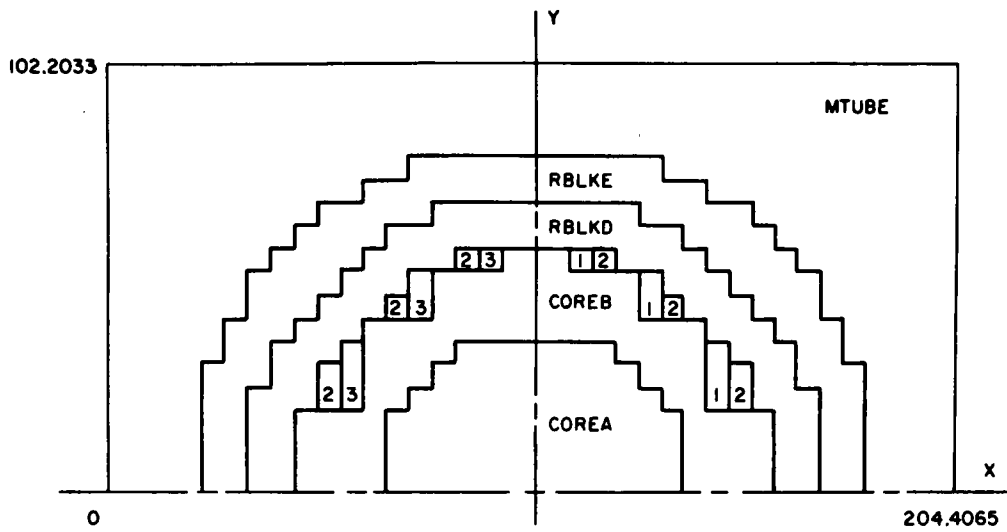 Y
102.2033
MTUBE
RBLKE
RBLKD
2 3 1 2
COREB
2 3 1 2
2 3 1 2
COREA
X
0 204.4065